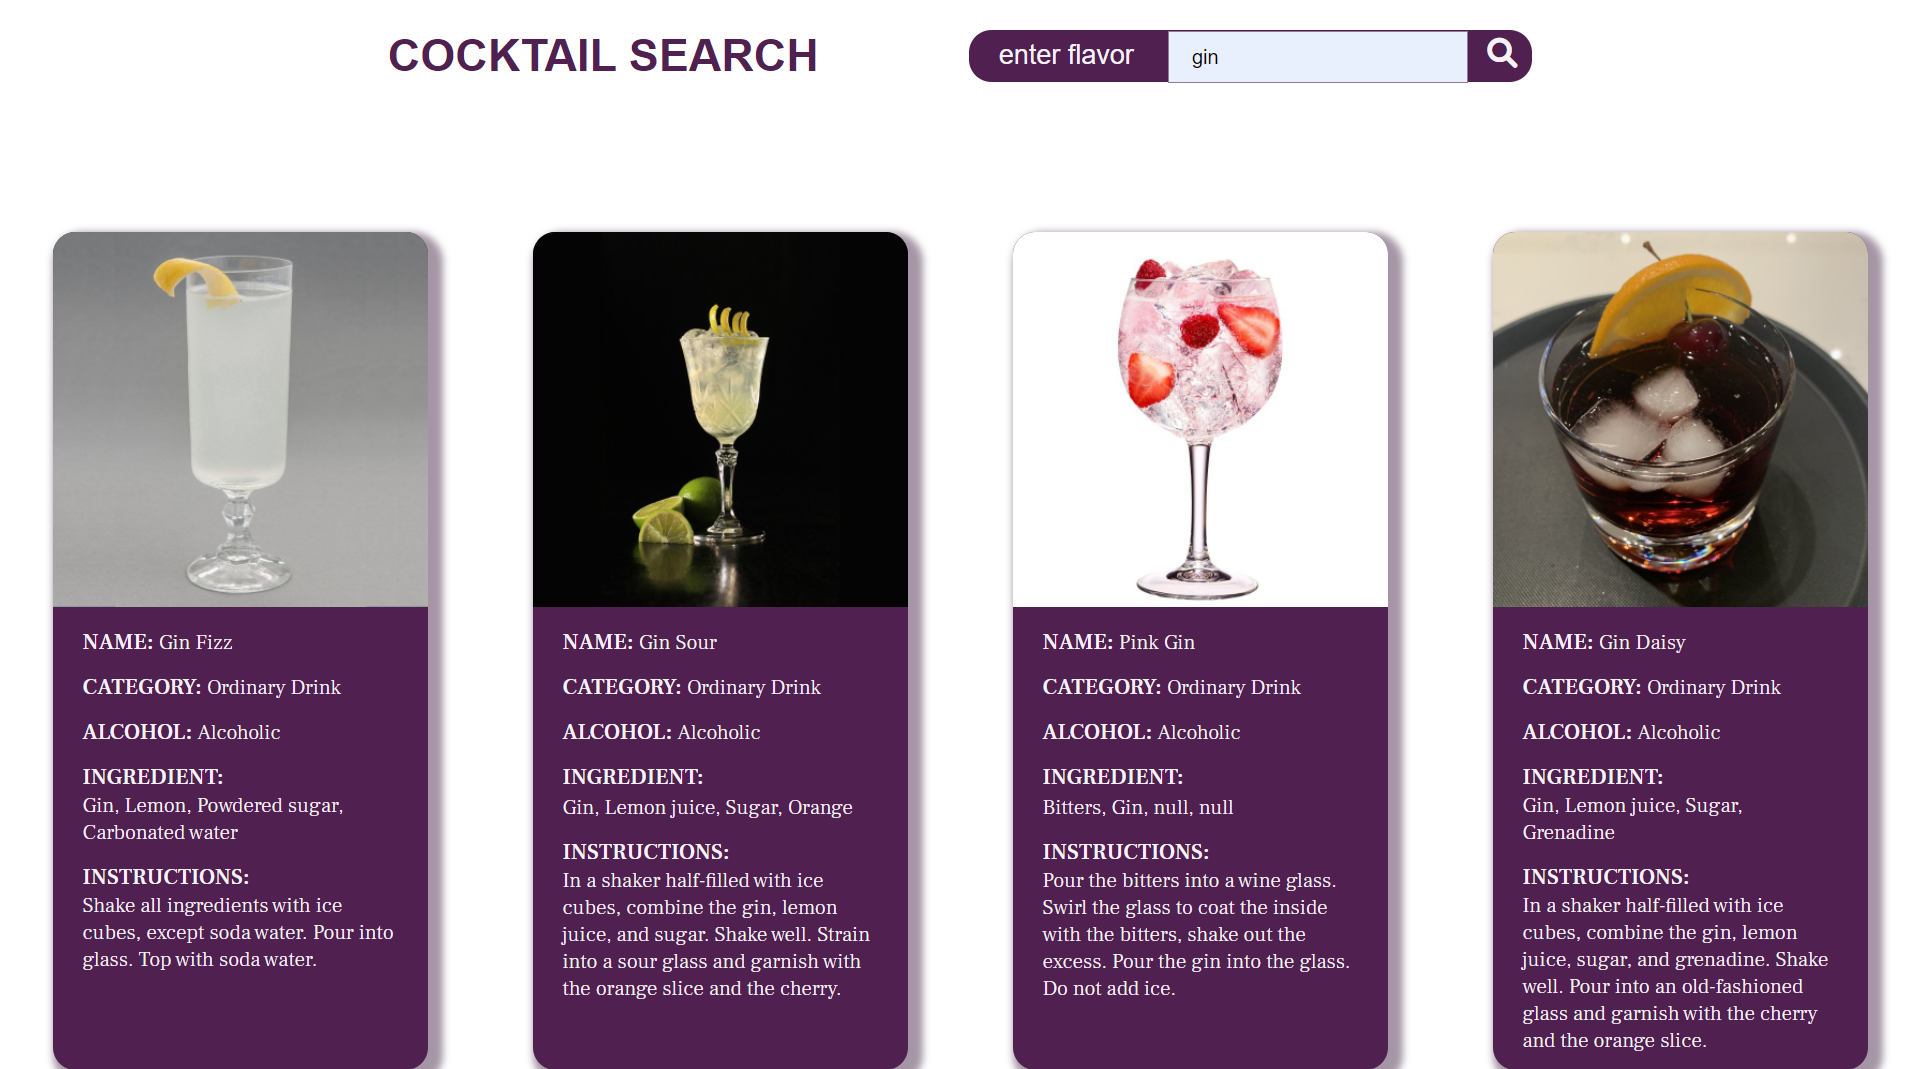 COCKTAIL SEARCH
enter flavor
gin
NAME: Gin Fizz
CATEGORY: Ordinary Drink
ALCOHOL: Alcoholic
INGREDIENT:
Gin, Lemon, Powdered sugar,
Carbonated water
INSTRUCTIONS:
Shake all ingredients with ice
cubes, except soda water. Pour into
glass. Top with soda water.
NAME: Gin Sour
CATEGORY: Ordinary Drink
ALCOHOL: Alcoholic
INGREDIENT:
Gin, Lemon juice, Sugar, Orange
INSTRUCTIONS:
In a shaker half-filled with ice
cubes, combine the gin, lemon
juice, and sugar. Shake well. Strain
into a sour glass and garnish with
the orange slice and the cherry.
NAME: Pink Gin
CATEGORY: Ordinary Drink
ALCOHOL: Alcoholic
INGREDIENT:
Bitters, Gin, null, null
INSTRUCTIONS:
Pour the bitters into a wine glass.
Swirl the glass to coat the inside
with the bitters, shake out the
excess. Pour the gin into the glass.
Do not add ice.
NAME: Gin Daisy
CATEGORY: Ordinary Drink
ALCOHOL: Alcoholic
INGREDIENT:
Gin, Lemon juice, Sugar,
Grenadine
INSTRUCTIONS:
In a shaker half-filled with ice
cubes, combine the gin, lemon
juice, sugar, and grenadine. Shake
well. Pour into an old-fashioned
glass and garnish with the cherry
and the orange slice.